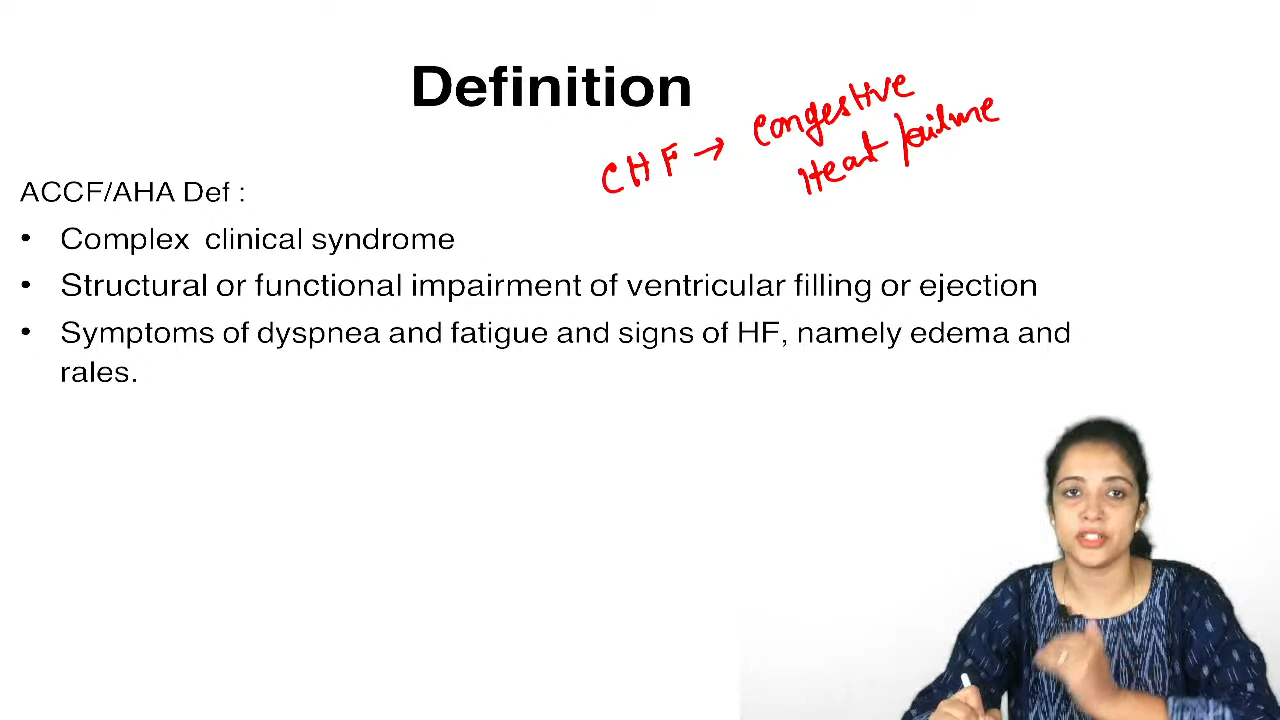 Definition
CHF → Congestive
Heart failure
ACCF/AHA Def :
• Complex clinical syndrome
• Structural or functional impairment of ventricular filling or ejection
• Symptoms of dyspnea and fatigue and signs of HF, namely edema and
rales.